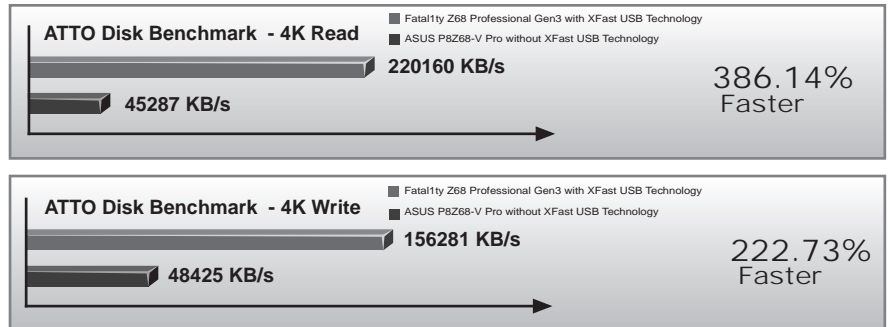 ATTO Disk Benchmark - 4K Read
Fatal1ty Z68 Professional Gen3 with XFast USB Technology
ASUS P8Z68-V Pro without XFast USB Technology
220160 KB/s
45287 KB/s
386.14%
Faster
ATTO Disk Benchmark - 4K Write
Fatal1ty Z68 Professional Gen3 with XFast USB Technology
ASUS P8Z68-V Pro without XFast USB Technology
156281 KB/s
48425 KB/s
222.73%
Faster